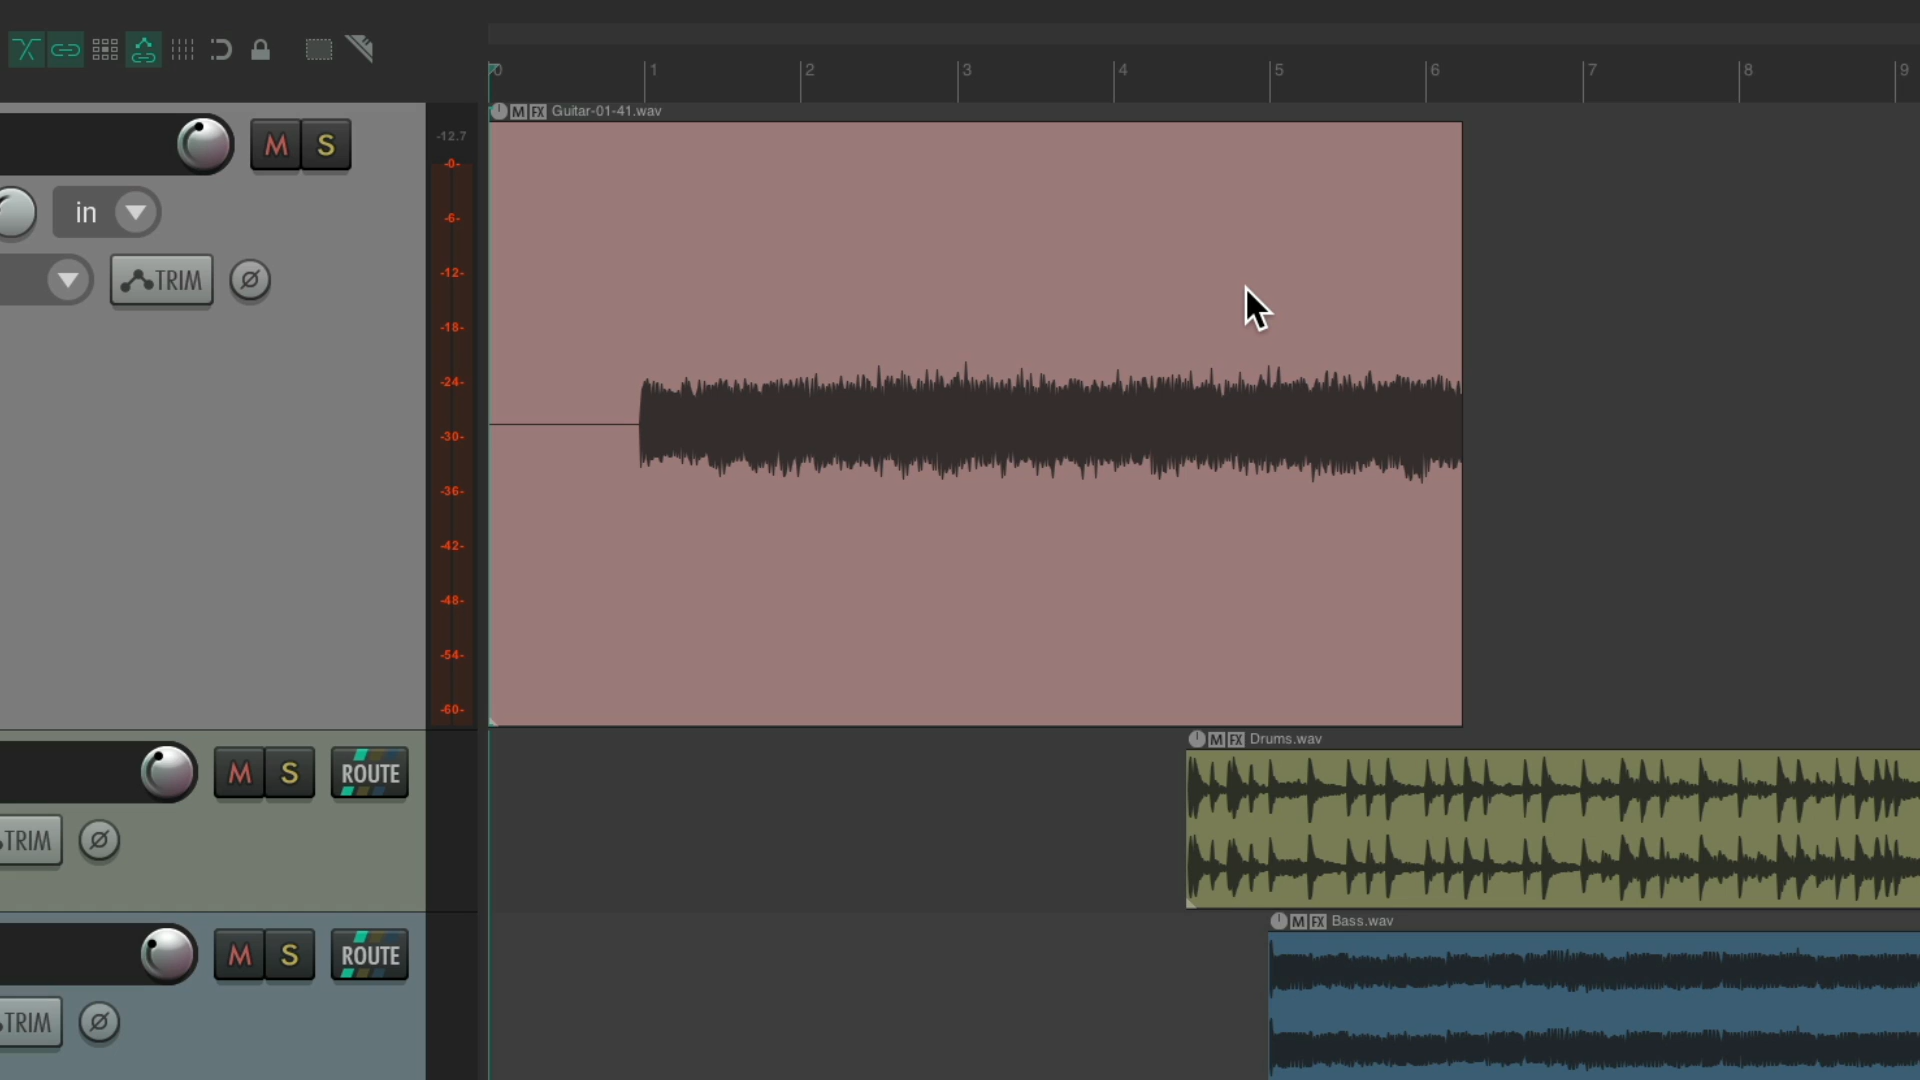 0 1 2 3 4 5 6 7 8 9
M FX Guitar-01-41.wav
-12.7
M S
-0-
-6-
in
-12-
TRIM
-18-
-24-
-30-
-36-
-42-
-48-
-54-
-60-
M FX Drums.wav
M S ROUTE
TRIM
M FX Bass.wav
M S ROUTE
TRIM